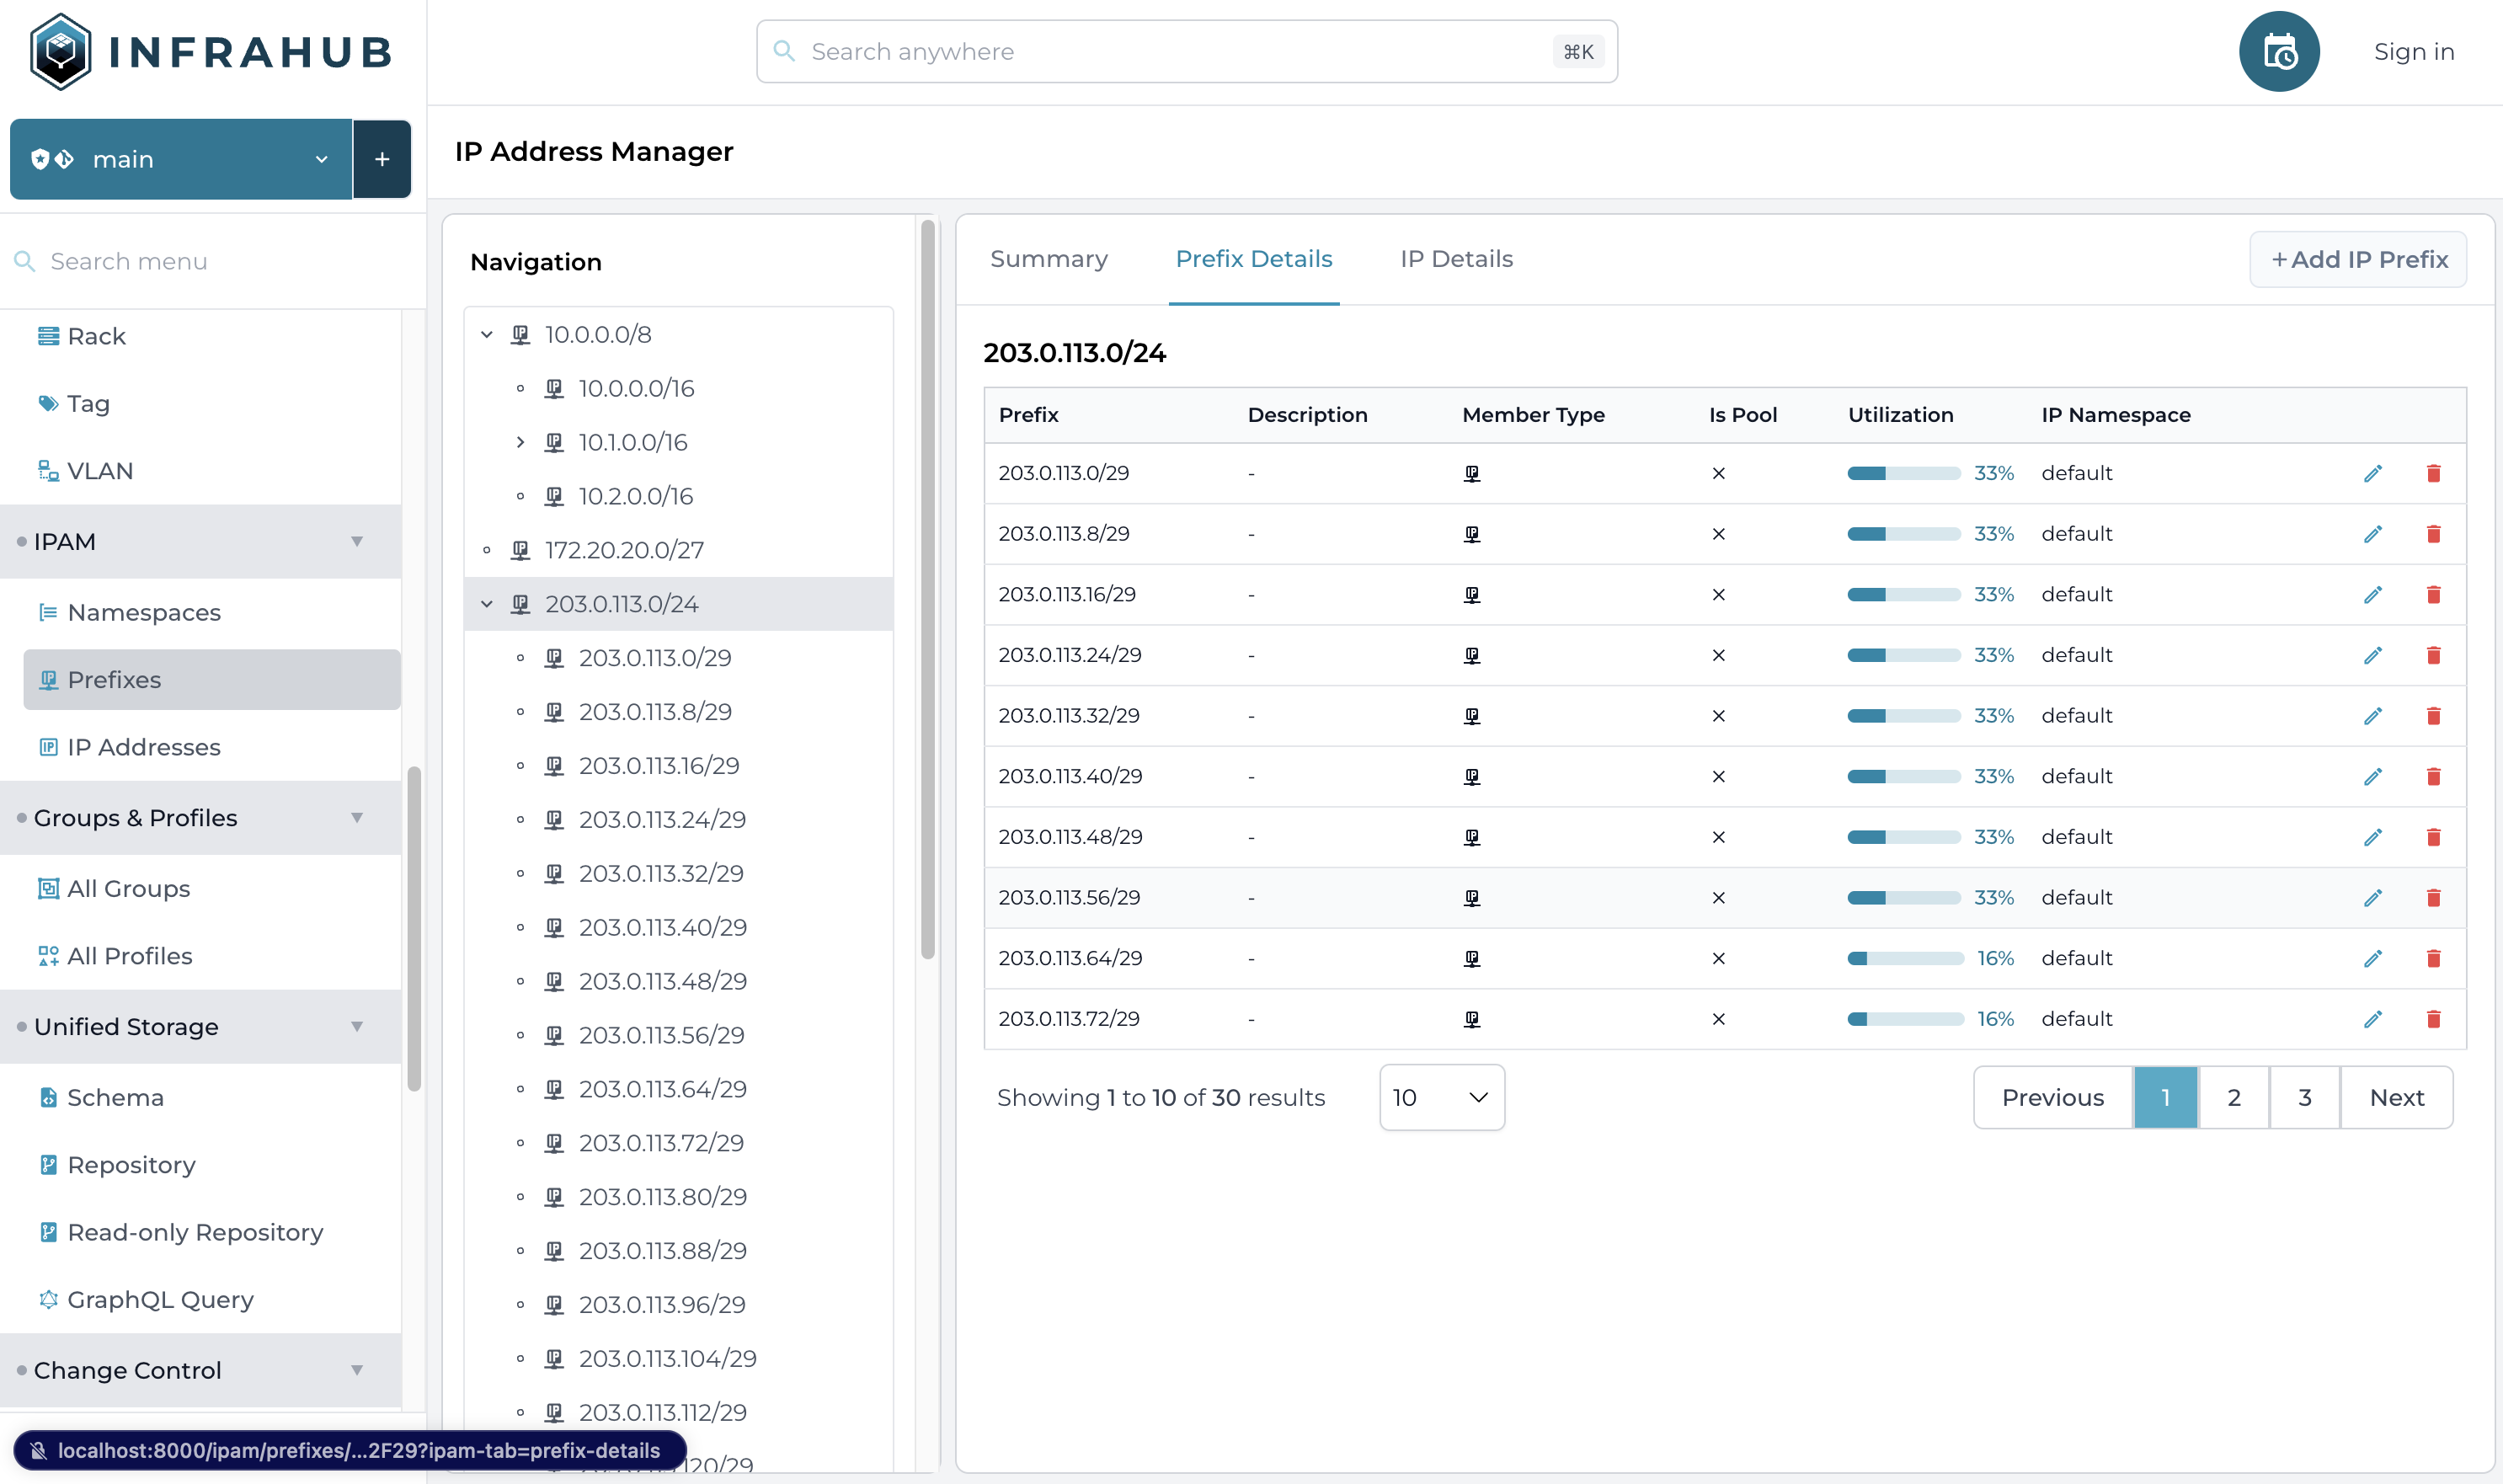 INFRAHUB
Search anywhere
⌘K
Sign in
main
+
IP Address Manager
Search menu
Rack
Tag
VLAN
IPAM
Namespaces
Prefixes
IP Addresses
Groups & Profiles
All Groups
All Profiles
Unified Storage
Schema
Repository
Read-only Repository
GraphQL Query
Change Control
localhost:8000/ipam/prefixes/...2F29?ipam-tab=prefix-details
Navigation
10.0.0.0/8
10.0.0.0/16
10.1.0.0/16
10.2.0.0/16
172.20.20.0/27
203.0.113.0/24
203.0.113.0/29
203.0.113.8/29
203.0.113.16/29
203.0.113.24/29
203.0.113.32/29
203.0.113.40/29
203.0.113.48/29
203.0.113.56/29
203.0.113.64/29
203.0.113.72/29
203.0.113.80/29
203.0.113.88/29
203.0.113.96/29
203.0.113.104/29
203.0.113.112/29
Summary Prefix Details IP Details
+ Add IP Prefix
203.0.113.0/24
Prefix Description Member Type Is Pool Utilization IP Namespace
203.0.113.0/29 - 33% default
203.0.113.8/29 - 33% default
203.0.113.16/29 - 33% default
203.0.113.24/29 - 33% default
203.0.113.32/29 - 33% default
203.0.113.40/29 - 33% default
203.0.113.48/29 - 33% default
203.0.113.56/29 - 33% default
203.0.113.64/29 - 16% default
203.0.113.72/29 - 16% default
Showing 1 to 10 of 30 results
10
Previous 1 2 3 Next